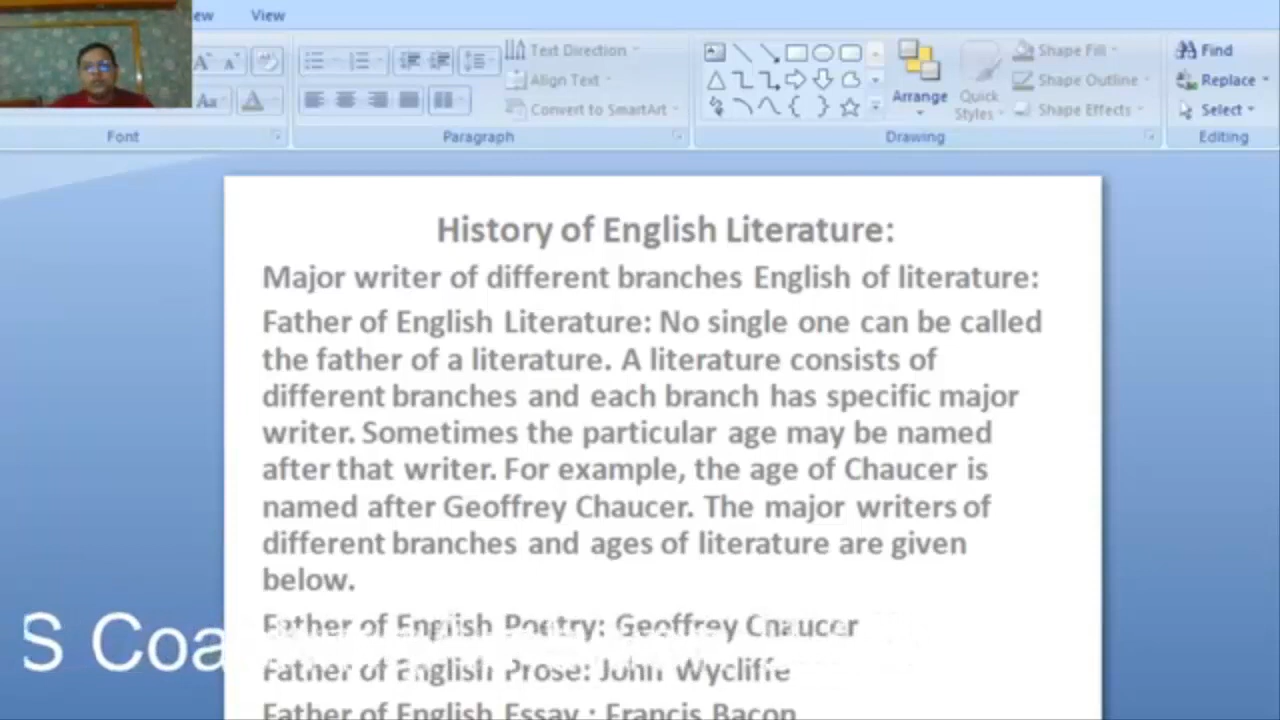 ew View
Text Direction
Align Text
Convert to SmartArt
Aa A
Arrange
Quick
Styles
Shape Fill
Shape Outline
Shape Effects
Find
Replace
Select
Font Paragraph Drawing Editing
History of English Literature:
Major writer of different branches English of literature:
Father of English Literature: No single one can be called
the father of a literature. A literature consists of
different branches and each branch has specific major
writer. Sometimes the particular age may be named
after that writer. For example, the age of Chaucer is
named after Geoffrey Chaucer. The major writers of
different branches and ages of literature are given
below.
Father of English Poetry: Geoffrey Chaucer
S Coa
Father of English Prose: John Wycliffe
Father of English Essay : Francis Bacon